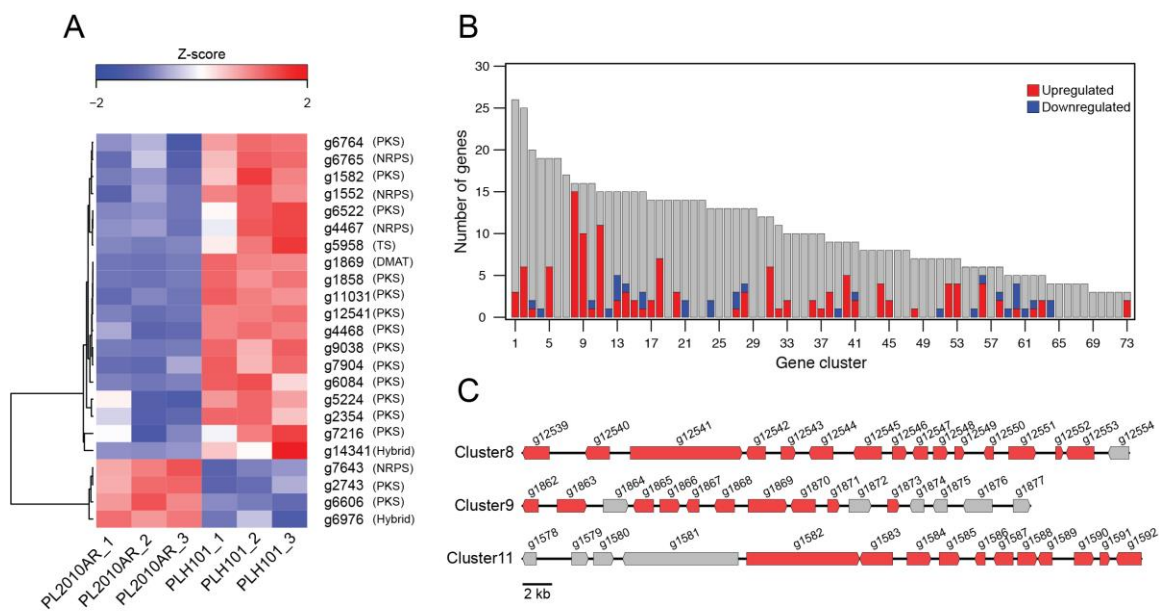 A
Z-score
−2 2
g6764 (PKS)
g6765 (NRPS)
g1582 (PKS)
g1552 (NRPS)
g6522 (PKS)
g4467 (NRPS)
g5958 (TS)
g1869 (DMAT)
g1858 (PKS)
g11031 (PKS)
g12541 (PKS)
g4468 (PKS)
g9038 (PKS)
g7904 (PKS)
g6084 (PKS)
g5224 (PKS)
g2354 (PKS)
g7216 (PKS)
g14341 (Hybrid)
g7643 (NRPS)
g2743 (PKS)
g6606 (PKS)
g6976 (Hybrid)
PL2010AR_1 PL2010AR_2 PL2010AR_3 PLH101_1 PLH101_2 PLH101_3
B
Number of genes
30
25
20
15
10
5
0
Upregulated
Downregulated
1 5 9 13 17 21 25 29 33 37 41 45 49 53 57 61 65 69 73
Gene cluster
C
g12539 g12540 g12541 g12542 g12543 g12544 g12545 g12546 g12547 g12548 g12549 g12550 g12551 g12552 g12553 g12554
Cluster8
g1862 g1863 g1864 g1865 g1866 g1867 g1868 g1869 g1870 g1871 g1872 g1873 g1874 g1875 g1876 g1877
Cluster9
g1578 g1579 g1580 g1581 g1582 g1583 g1584 g1585 g1586 g1587 g1588 g1589 g1590 g1591 g1592
Cluster11
2 kb